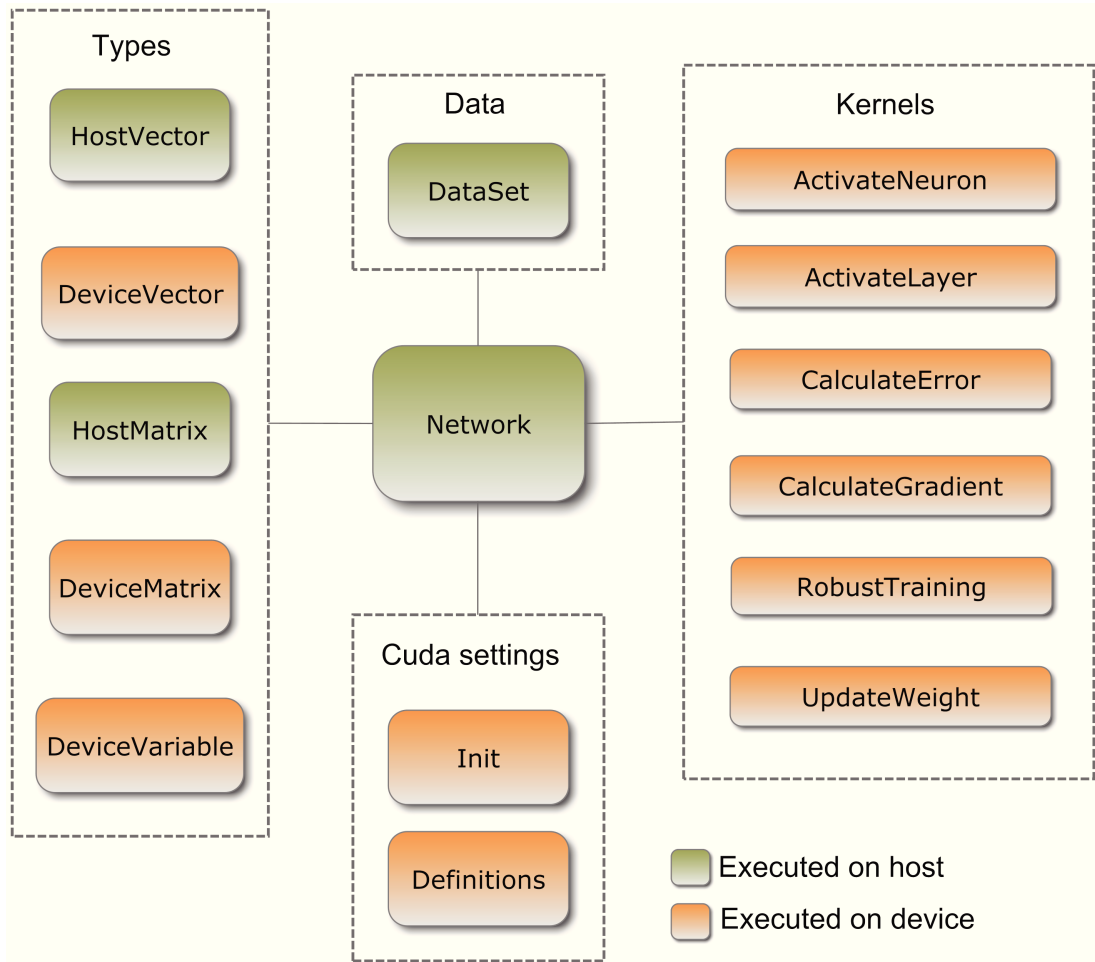 Types
HostVector
DeviceVector
HostMatrix
DeviceMatrix
DeviceVariable
Data
DataSet
Network
Cuda settings
Init
Definitions
Kernels
ActivateNeuron
ActivateLayer
CalculateError
CalculateGradient
RobustTraining
UpdateWeight
Executed on host
Executed on device